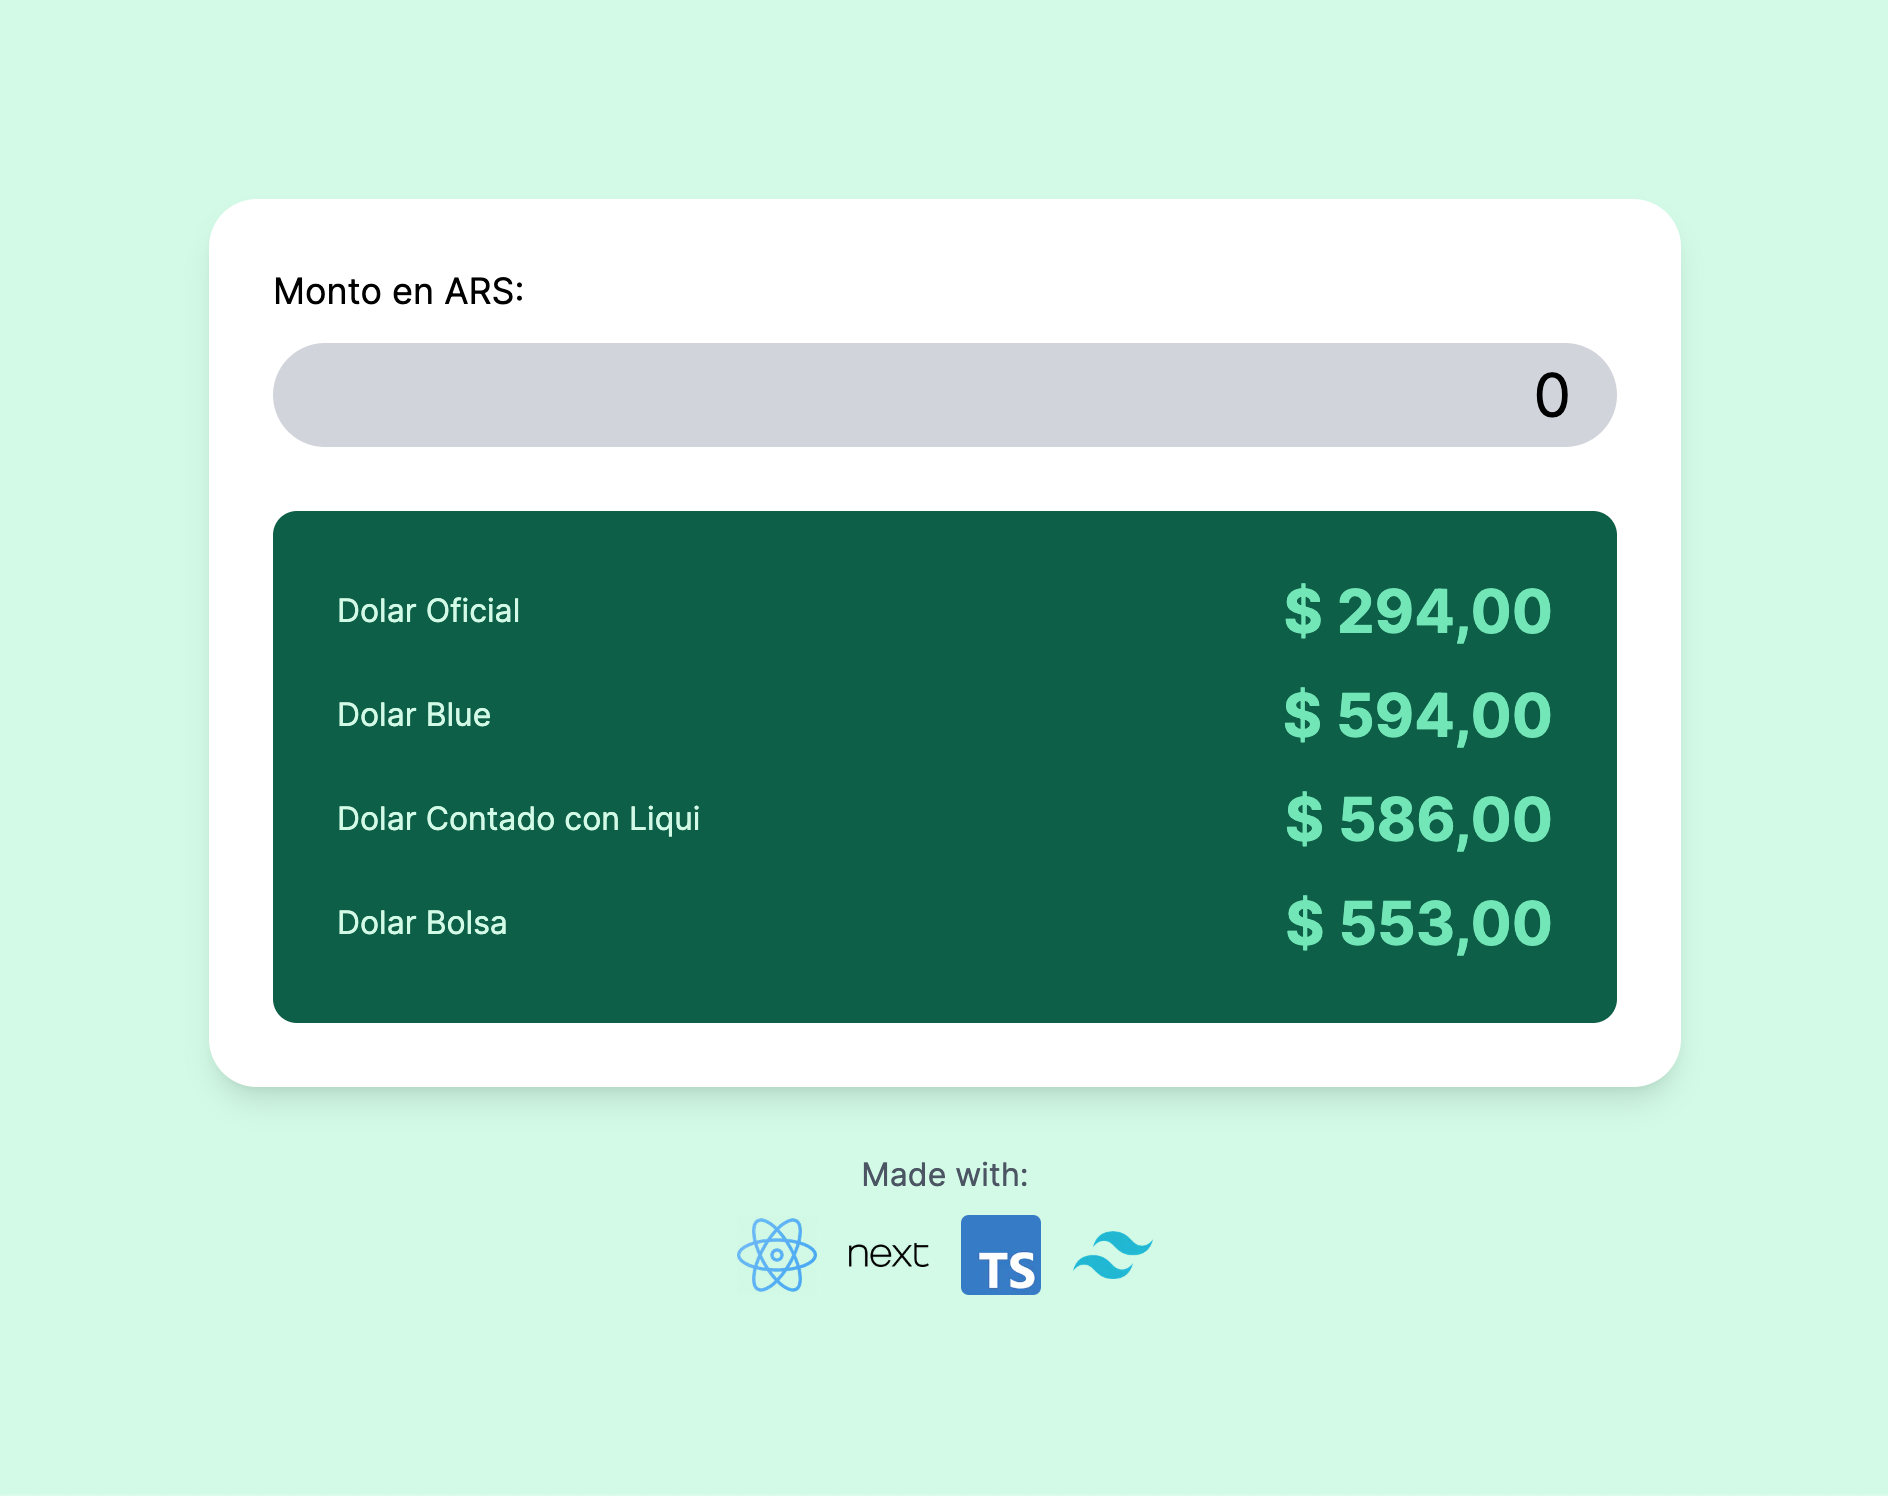 Monto en ARS:
0
Dolar Oficial $ 294,00
Dolar Blue $ 594,00
Dolar Contado con Liqui $ 586,00
Dolar Bolsa $ 553,00
Made with:
next TS